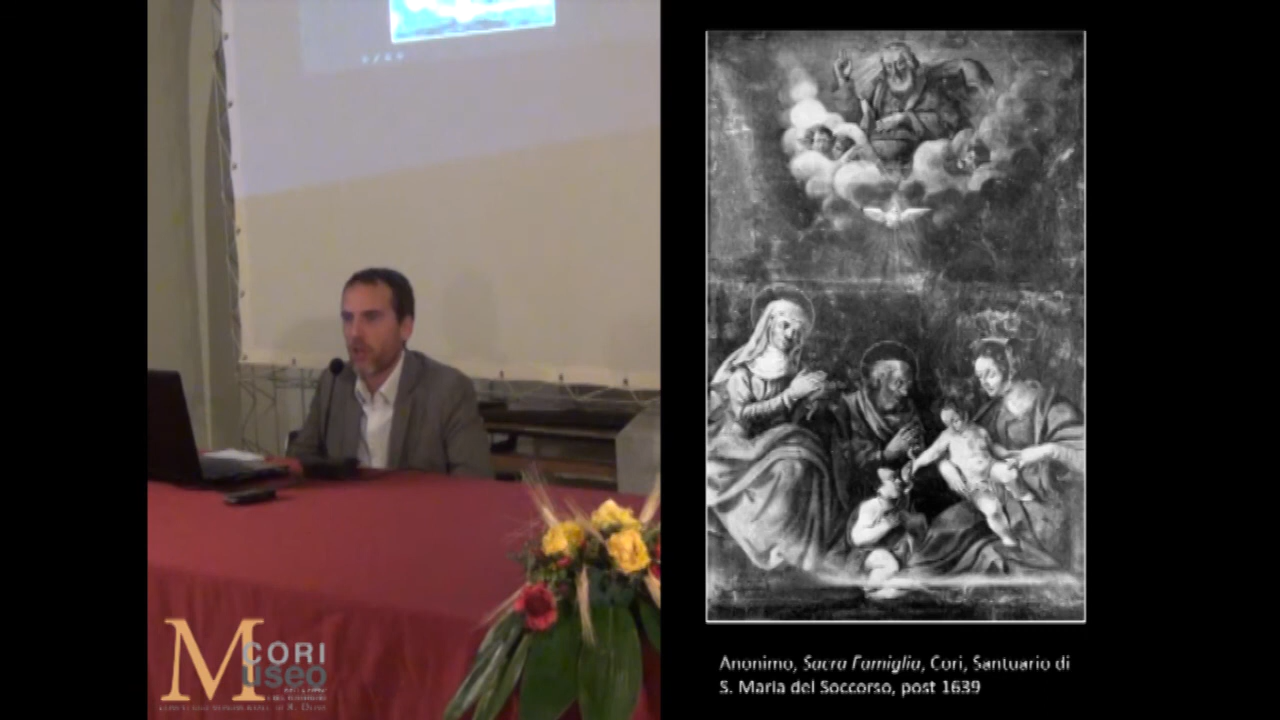 M CORI
useo
Anonimo, Sacra Famiglia, Cori, Santuario di
S. Maria del Soccorso, post 1639